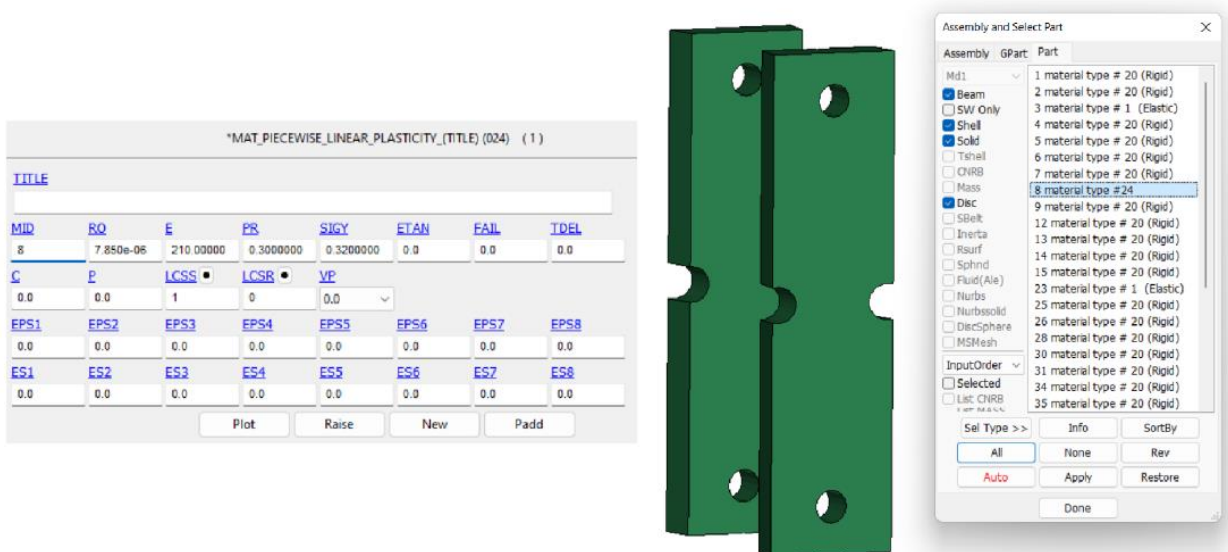 *MAT_PIECEWISE_LINEAR_PLASTICITY_(TITLE) (024) (1)
TITLE
MID RO E PR SIGY ETAN FAIL TDEL
8 7.850e-06 210.00000 0.3000000 0.3200000 0.0 0.0 0.0
C P LCSS LCSR VP
0.0 0.0 1 0 0.0
EPS1 EPS2 EPS3 EPS4 EPS5 EPS6 EPS7 EPS8
0.0 0.0 0.0 0.0 0.0 0.0 0.0 0.0
ES1 ES2 ES3 ES4 ES5 ES6 ES7 ES8
0.0 0.0 0.0 0.0 0.0 0.0 0.0 0.0
Plot Raise New Padd
Assembly and Select Part
Assembly GPart Part
Md1
Beam
SW Only
Shell
Solid
Tshell
CNRB
Mass
Disc
SBelt
Inerta
Rsurf
Sphnd
Fluid(Ale)
Nurbs
Nurbssolid
DiscSphere
MSMesh
InputOrder
Selected
List CNRB
1 material type # 20 (Rigid)
2 material type # 20 (Rigid)
3 material type # 1 (Elastic)
4 material type # 20 (Rigid)
5 material type # 20 (Rigid)
6 material type # 20 (Rigid)
7 material type # 20 (Rigid)
8 material type #24
9 material type # 20 (Rigid)
12 material type # 20 (Rigid)
13 material type # 20 (Rigid)
14 material type # 20 (Rigid)
15 material type # 20 (Rigid)
23 material type # 1 (Elastic)
25 material type # 20 (Rigid)
26 material type # 20 (Rigid)
28 material type # 20 (Rigid)
30 material type # 20 (Rigid)
31 material type # 20 (Rigid)
34 material type # 20 (Rigid)
35 material type # 20 (Rigid)
Sel Type >> Info SortBy
All None Rev
Auto Apply Restore
Done